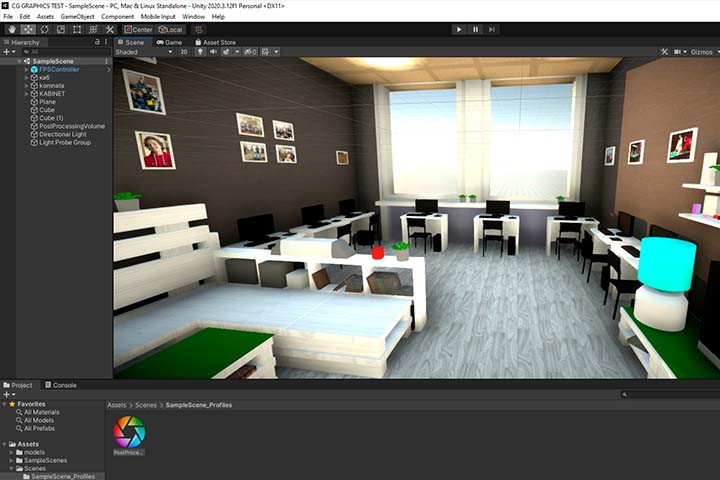 CG GRAPHICS TEST - SampleScene - PC, Mac & Linux Standalone - Unity 2020.3.12f1 Personal <DX11>
File Edit Assets GameObject Component Mobile Input Window Help
Center Local
Hierarchy
All
SampleScene
FPSController
каб
komnata
KABINET
Plane
Cube
Cube (1)
PostProcessingVolume
Directional Light
Light Probe Group
Scene Game Asset Store
Shaded 2D Gizmos
Project Console
Favorites
All Materials
All Models
All Prefabs
Assets
models
SampleScenes
Scenes
SampleScene_Profiles
Assets > Scenes > SampleScene_Profiles
PostProce...